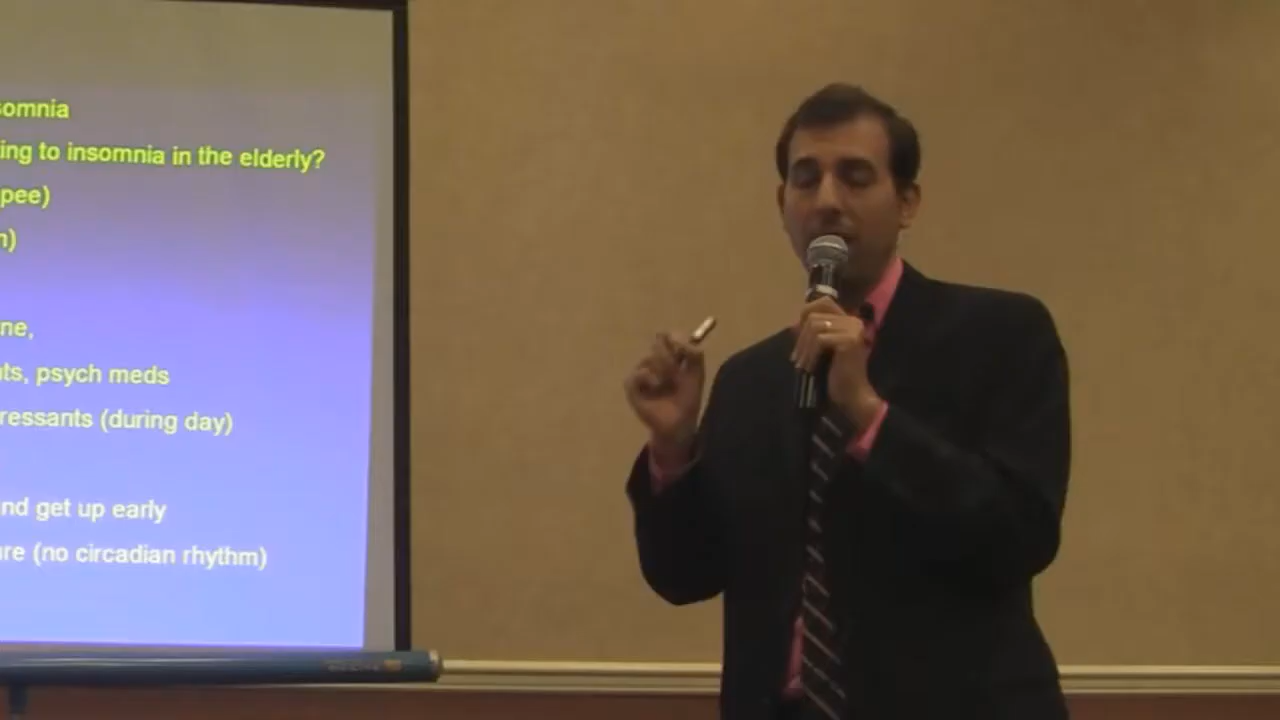 somnia
ing to insomnia in the elderly?
pee)
n)
ne,
ts, psych meds
ressants (during day)
nd get up early
re (no circadian rhythm)